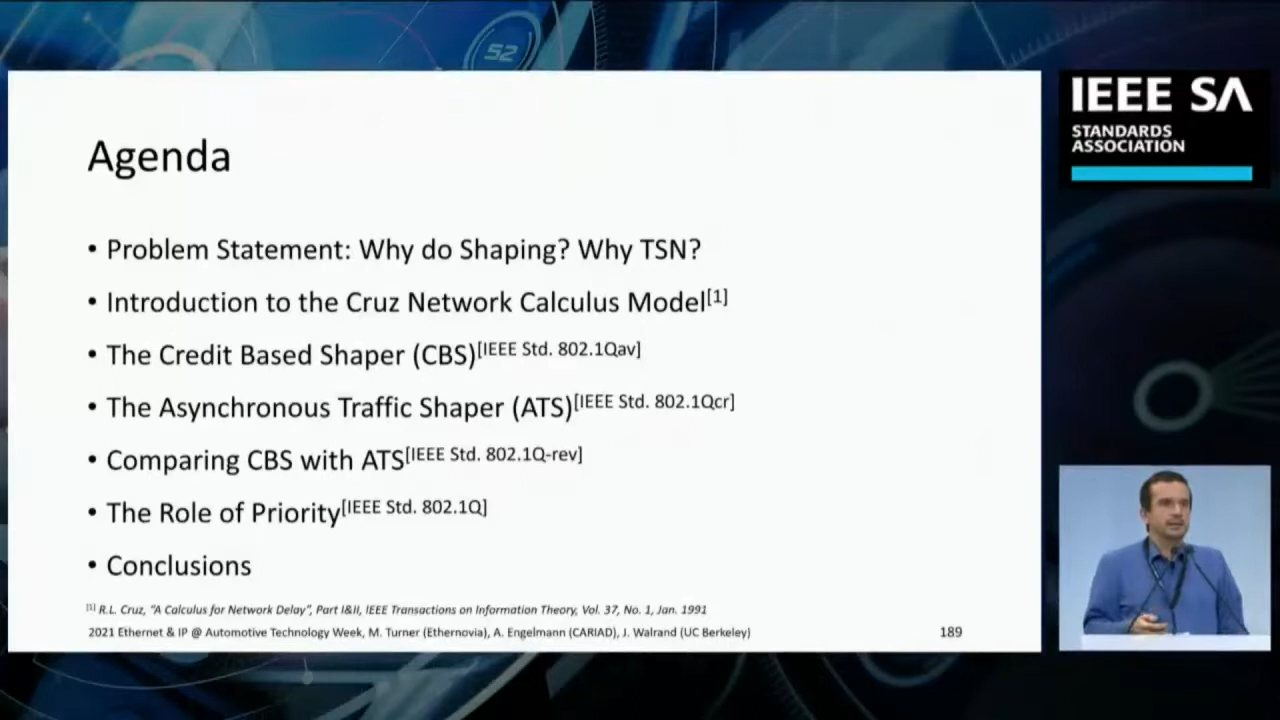 52
IEEE SA
STANDARDS
ASSOCIATION
Agenda
• Problem Statement: Why do Shaping? Why TSN?
• Introduction to the Cruz Network Calculus Model[1]
• The Credit Based Shaper (CBS)[IEEE Std. 802.1Qav]
• The Asynchronous Traffic Shaper (ATS)[IEEE Std. 802.1Qcr]
• Comparing CBS with ATS[IEEE Std. 802.1Q-rev]
• The Role of Priority[IEEE Std. 802.1Q]
• Conclusions
[1] R.L. Cruz, "A Calculus for Network Delay", Part I&II, IEEE Transactions on Information Theory, Vol. 37, No. 1, Jan. 1991
2021 Ethernet & IP @ Automotive Technology Week, M. Turner (Ethernovia), A. Engelmann (CARIAD), J. Walrand (UC Berkeley)
189